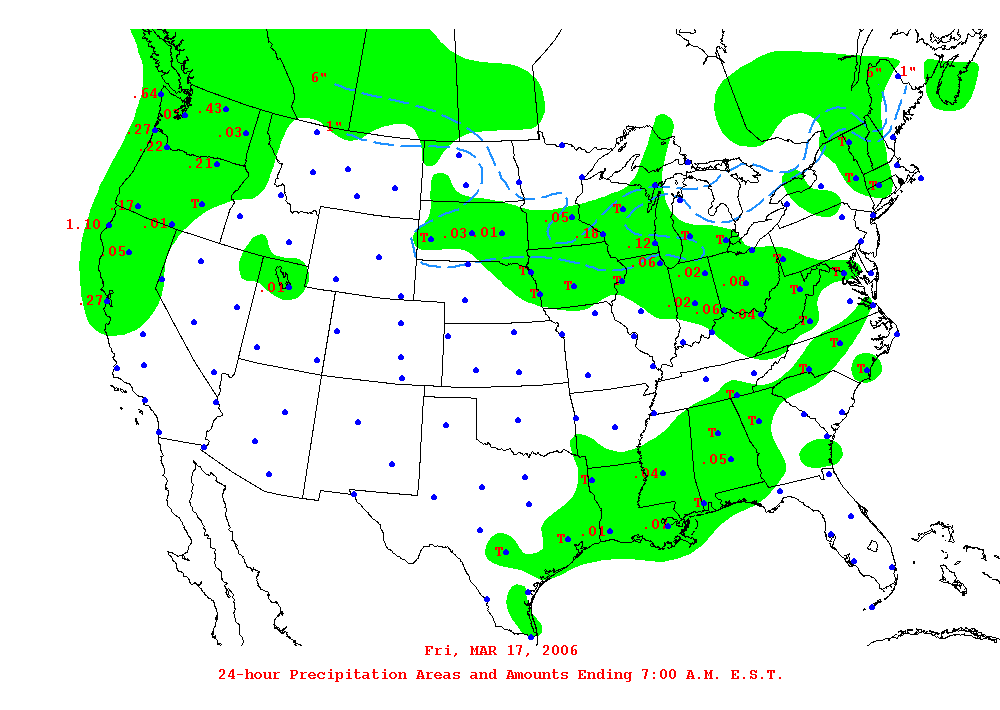 6"
6" 1"
.64
.43
1"
.27
.03
.22
T
.21
T T
.17 T T
1.10 .01 .05
T .03 .01 .18 T T
.05 .12
.06 T
T .02 T
.01 T T .08 T
.27 .02 .06 .04 T
T
T T
T
T
T
.05
T .04
T
.01
T
T
Fri, MAR 17, 2006
24-hour Precipitation Areas and Amounts Ending 7:00 A.M. E.S.T.